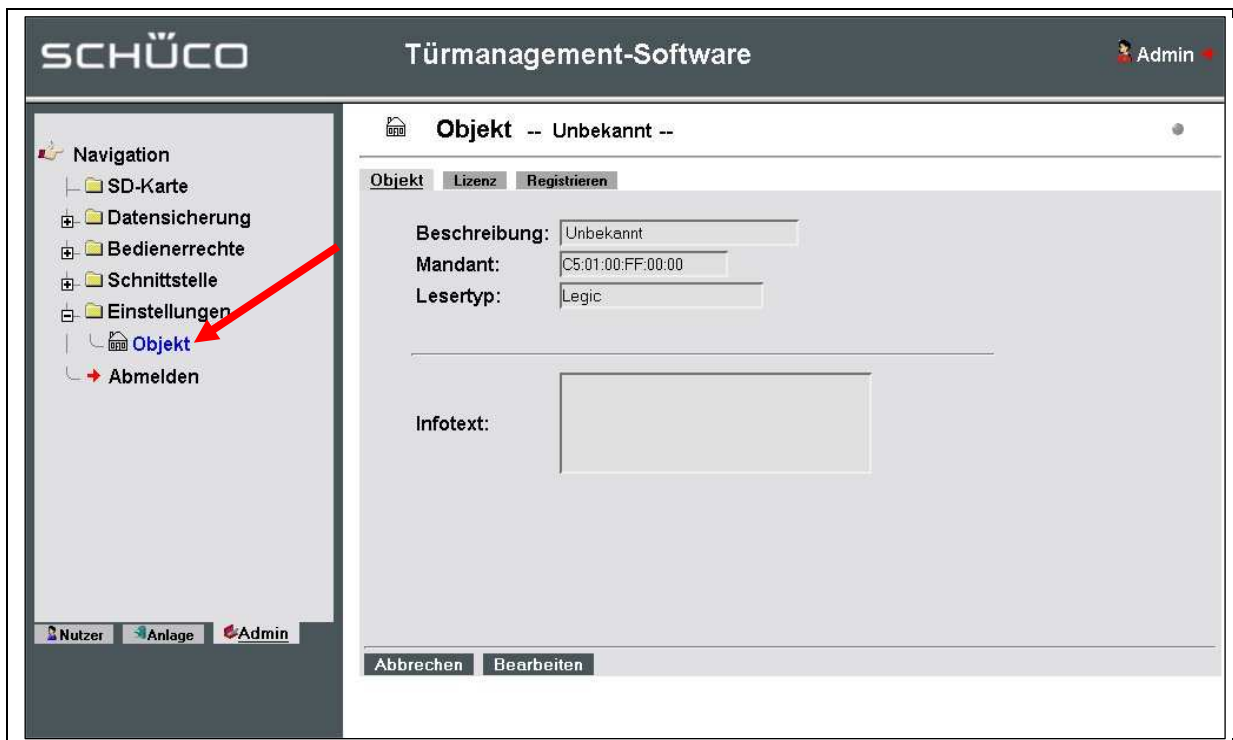 SCHÜCO
Türmanagement-Software
Admin
Navigation
SD-Karte
Datensicherung
Bedienerrechte
Schnittstelle
Einstellungen
Objekt
Abmelden
Nutzer Anlage Admin
Objekt -- Unbekannt --
Objekt Lizenz Registrieren
Beschreibung: Unbekannt
Mandant: C5:01:00:FF:00:00
Lesertyp: Legic
Infotext:
Abbrechen Bearbeiten